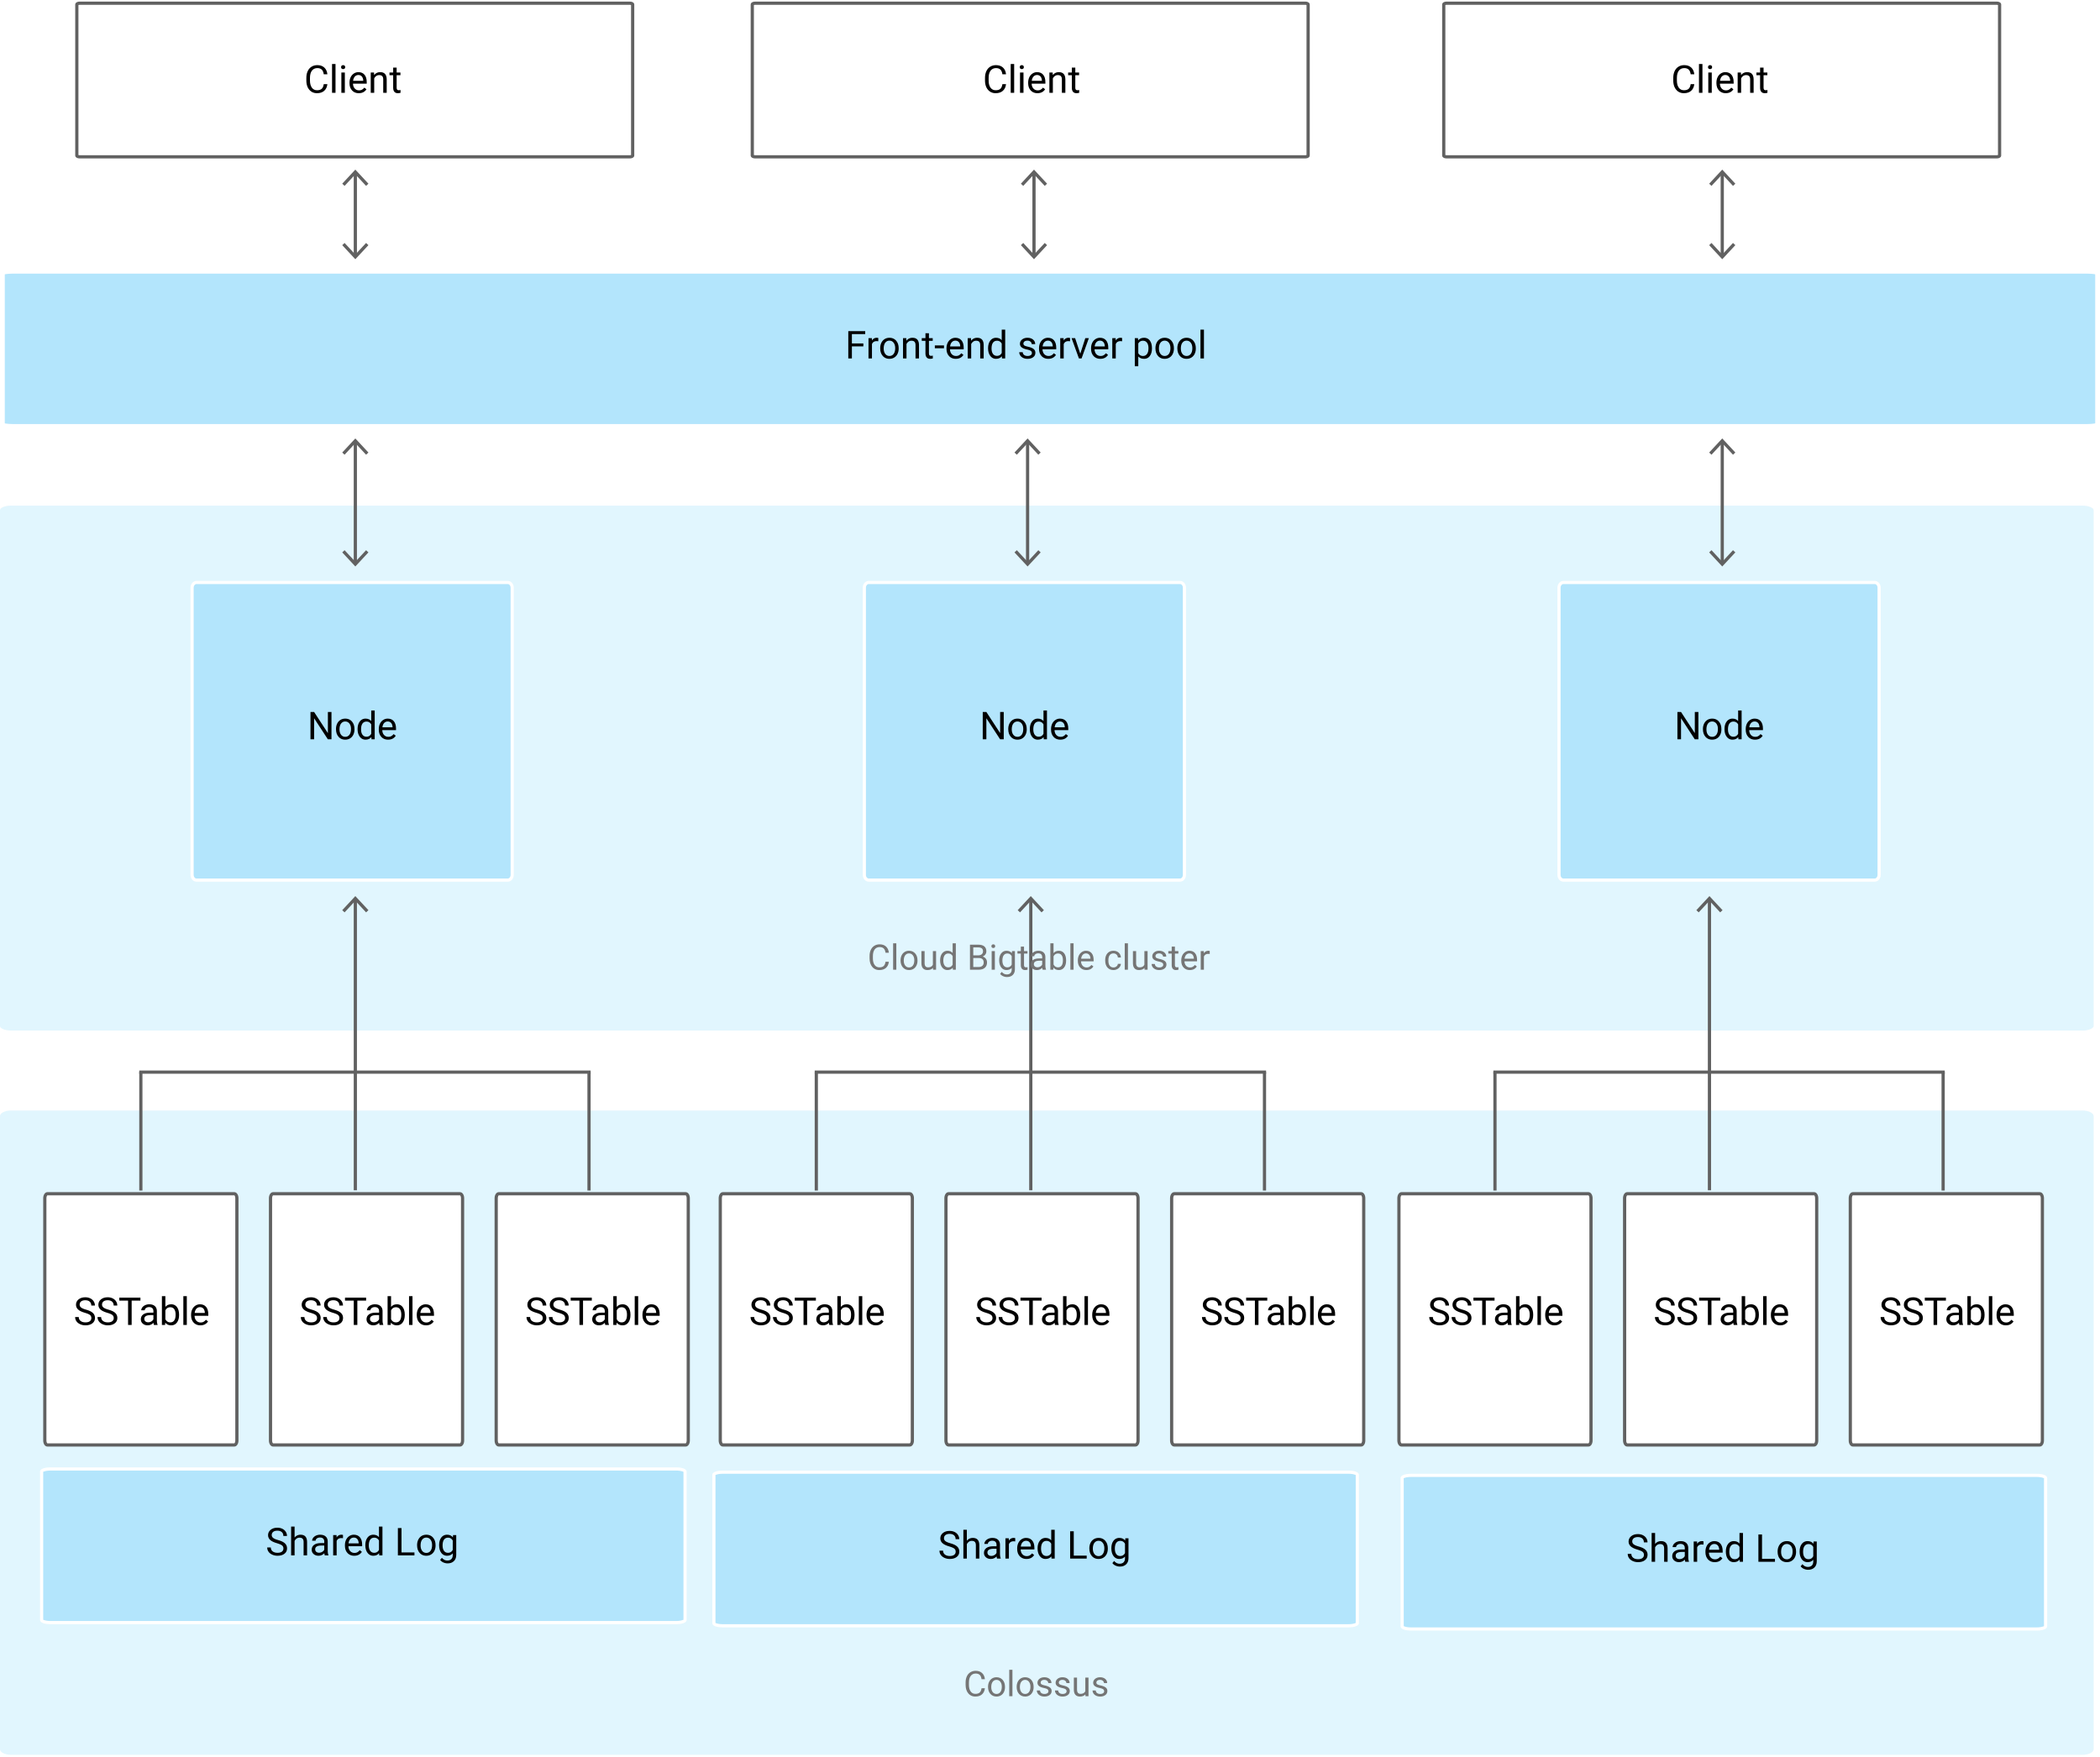 Client
Client
Client
Front-end server pool
Node
Node
Node
Cloud Bigtable cluster
SSTable
SSTable
SSTable
SSTable
SSTable
SSTable
SSTable
SSTable
SSTable
Shared Log
Shared Log
Shared Log
Colossus